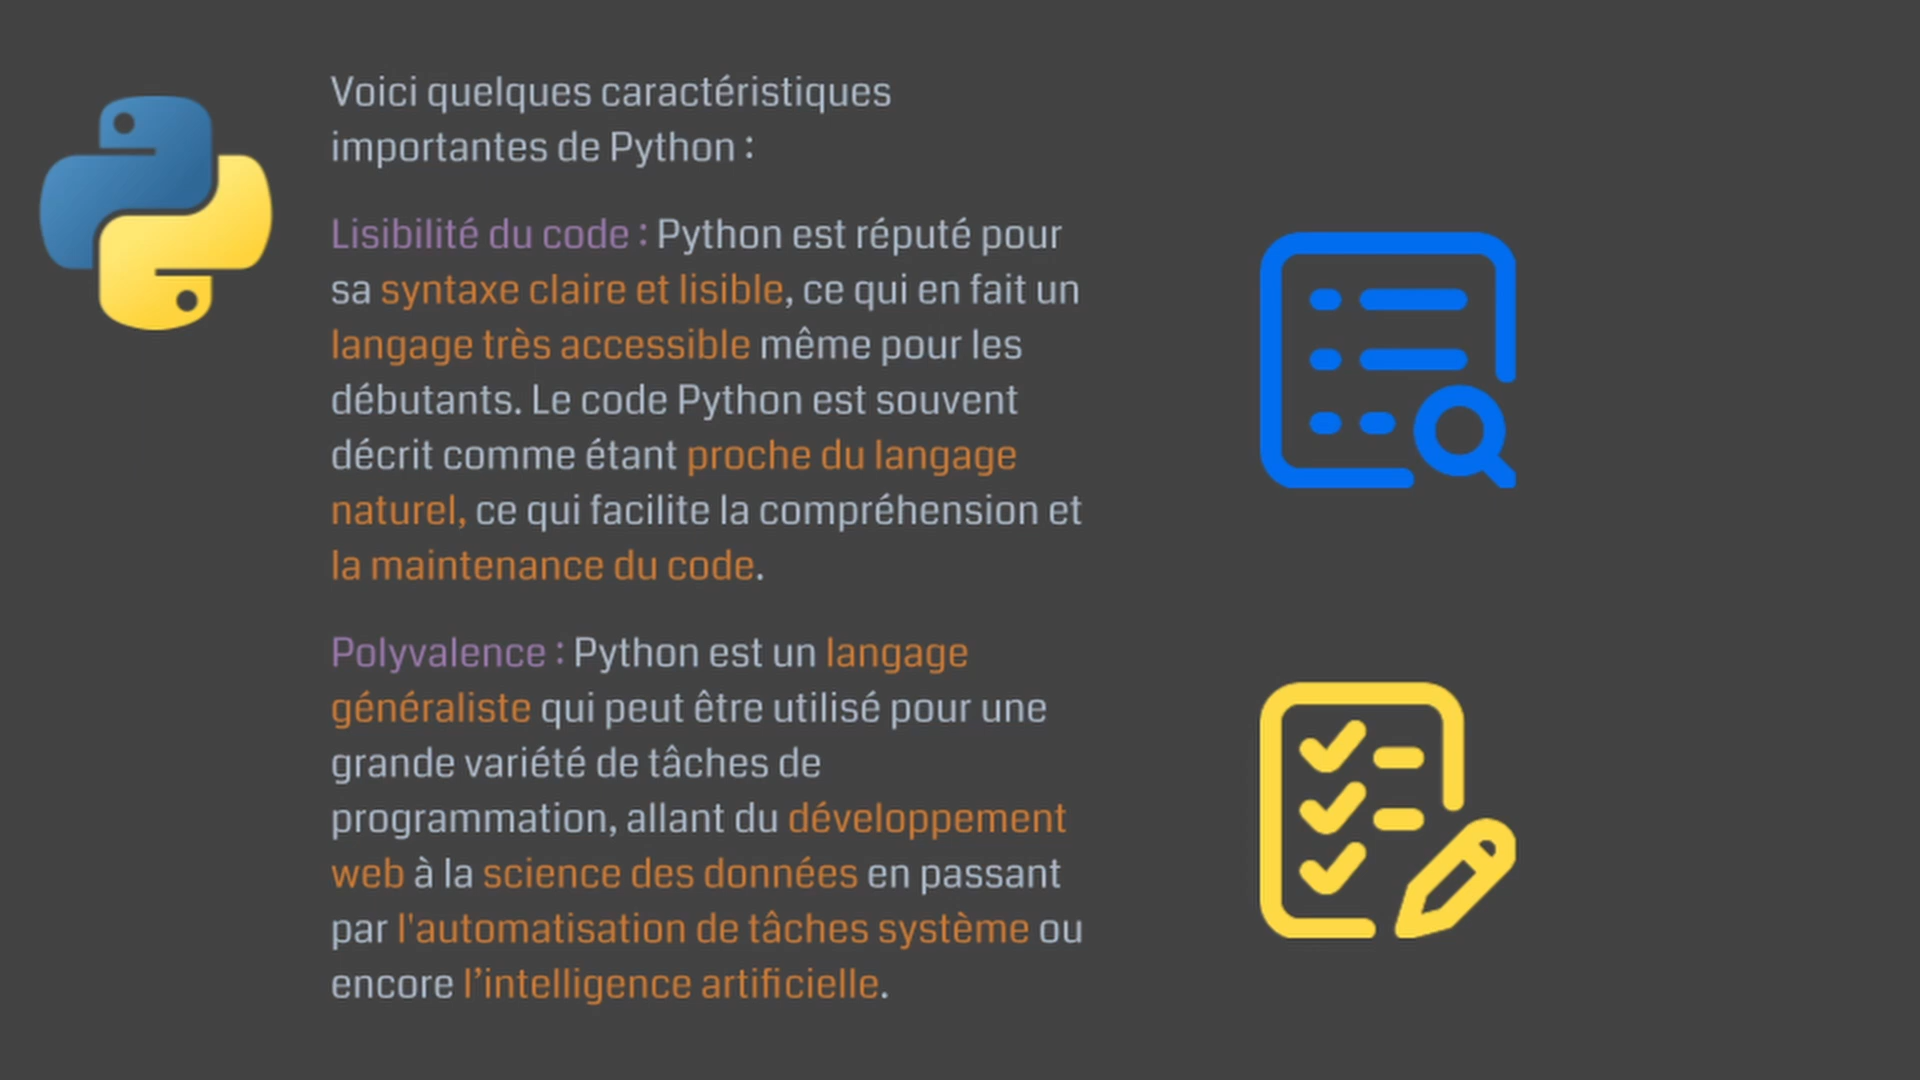 Voici quelques caractéristiques
importantes de Python :
Lisibilité du code : Python est réputé pour
sa syntaxe claire et lisible, ce qui en fait un
langage très accessible même pour les
débutants. Le code Python est souvent
décrit comme étant proche du langage
naturel, ce qui facilite la compréhension et
la maintenance du code.
Polyvalence : Python est un langage
généraliste qui peut être utilisé pour une
grande variété de tâches de
programmation, allant du développement
web à la science des données en passant
par l'automatisation de tâches système ou
encore l’intelligence artificielle.